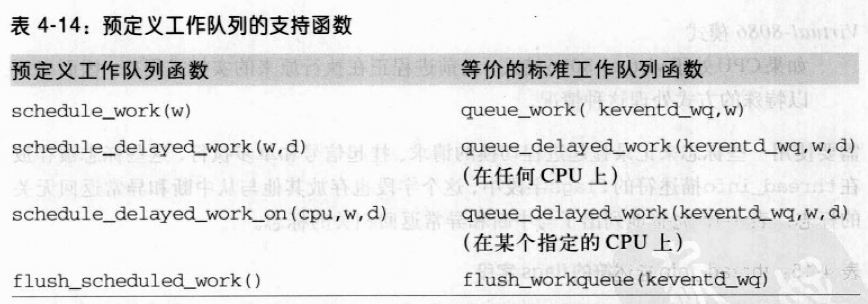 表 4-14：预定义工作队列的支持函数
预定义工作队列函数 等价的标准工作队列函数
schedule_work(w) queue_work( keventd_wq,w)
schedule_delayed_work(w,d) queue_delayed_work(keventd_wq,w,d)
(在任何 CPU 上)
schedule_delayed_work_on(cpu,w,d) queue_delayed_work(keventd_wq,w,d)
(在某个指定的 CPU 上)
flush_scheduled_work() flush_workqueue(keventd_wq)